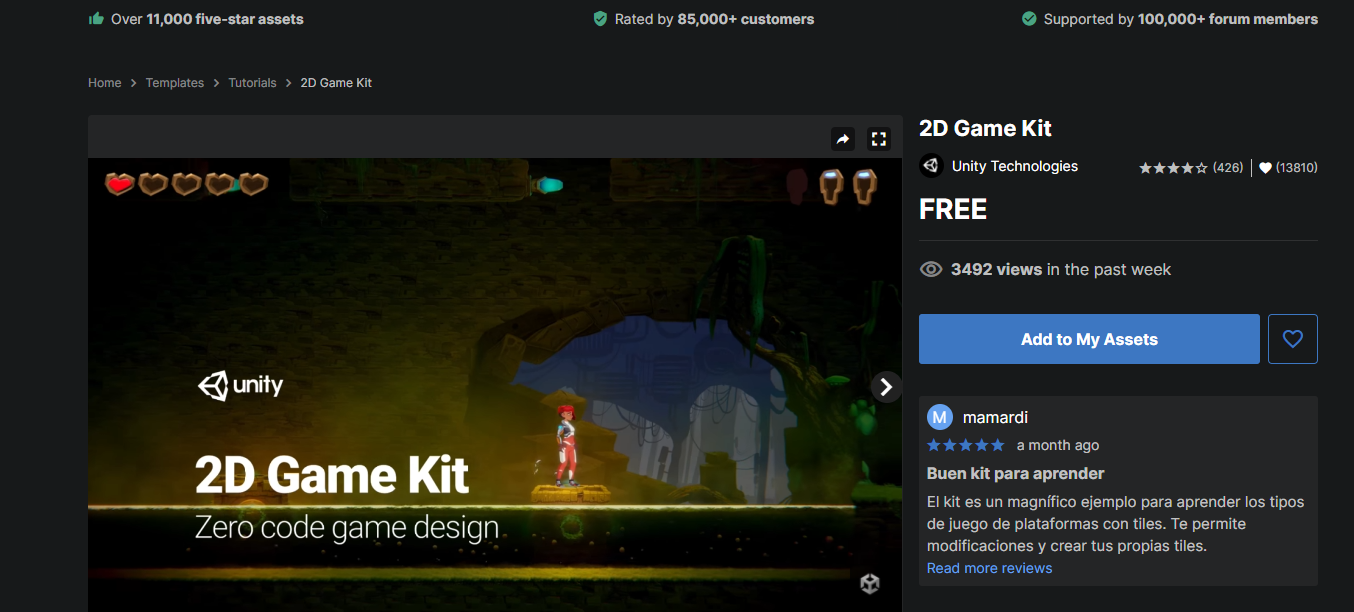 Over 11,000 five-star assets
Rated by 85,000+ customers
Supported by 100,000+ forum members
Home > Templates > Tutorials > 2D Game Kit
unity
2D Game Kit
Zero code game design
2D Game Kit
Unity Technologies
(426)
(13810)
FREE
3492 views in the past week
Add to My Assets
M
mamardi
a month ago
Buen kit para aprender
El kit es un magnífico ejemplo para aprender los tipos
de juego de plataformas con tiles. Te permite
modificaciones y crear tus propias tiles.
Read more reviews